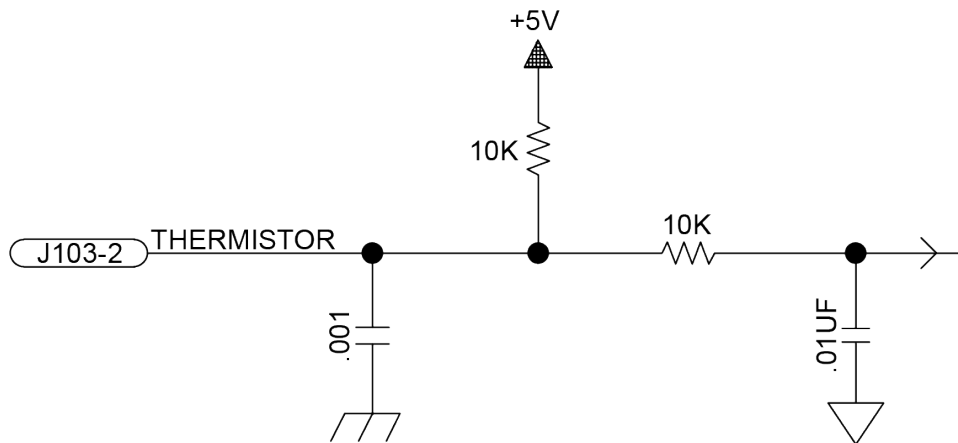 +5V
10K
10K
J103-2
THERMISTOR
.001
.01UF